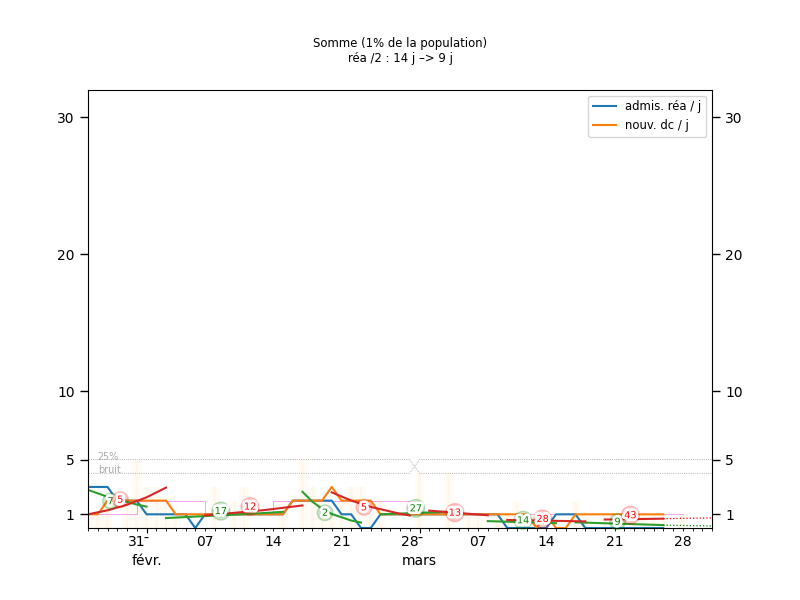 Somme (1% de la population)
réa /2 : 14 j –> 9 j
admis. réa / j
nouv. dc / j
30 30
20 20
10 10
5 5
1 1
25%
bruit
7 5 17 12 2 5 27 13 14 28 9 43
31 07 14 21 28 07 14 21 28
févr. mars